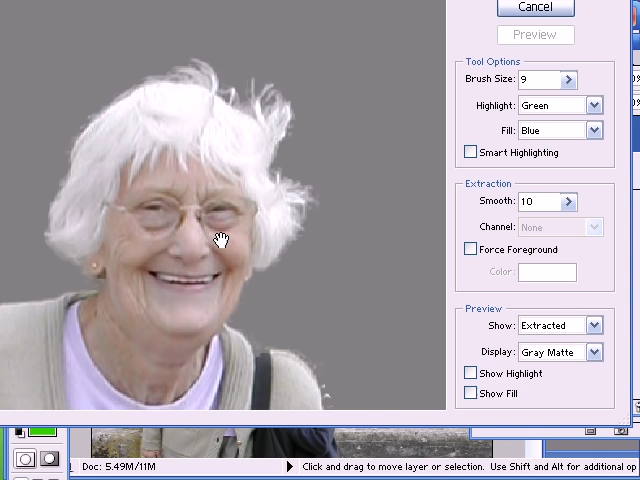 Cancel
Preview
Tool Options
Brush Size: 9
Highlight: Green
Fill: Blue
Smart Highlighting
Extraction
Smooth: 10
Channel: None
Force Foreground
Color:
Preview
Show: Extracted
Display: Gray Matte
Show Highlight
Show Fill
Doc: 5.49M/11M
Click and drag to move layer or selection. Use Shift and Alt for additional op